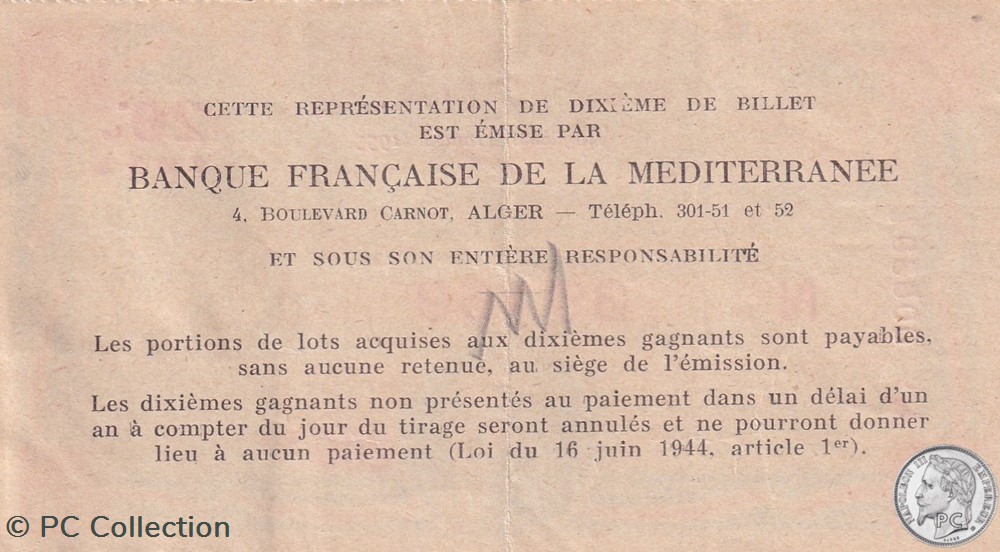 CETTE REPRÉSENTATION DE DIXIÈME DE BILLET
EST ÉMISE PAR
BANQUE FRANÇAISE DE LA MEDITERRANEE
4, BOULEVARD CARNOT, ALGER — Téléph. 301-51 et 52
ET SOUS SON ENTIÈRE RESPONSABILITÉ
Les portions de lots acquises aux dixièmes gagnants sont payables,
sans aucune retenue, au siège de l'émission.
Les dixièmes gagnants non présentés au paiement dans un délai d'un
an à compter du jour du tirage seront annulés et ne pourront donner
lieu à aucun paiement (Loi du 16 juin 1944, article 1er).
© PC Collection
NAPOLEON III EMPEREUR
PC